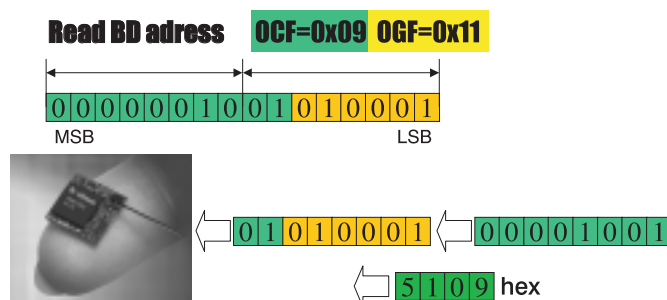 Read BD adress OCF=0x09 OGF=0x11
0 0 0 0 0 0 1 0 0 1 0 1 0 0 0 1
MSB LSB
0 1 0 1 0 0 0 1 0 0 0 0 1 0 0 1
5 1 0 9 hex